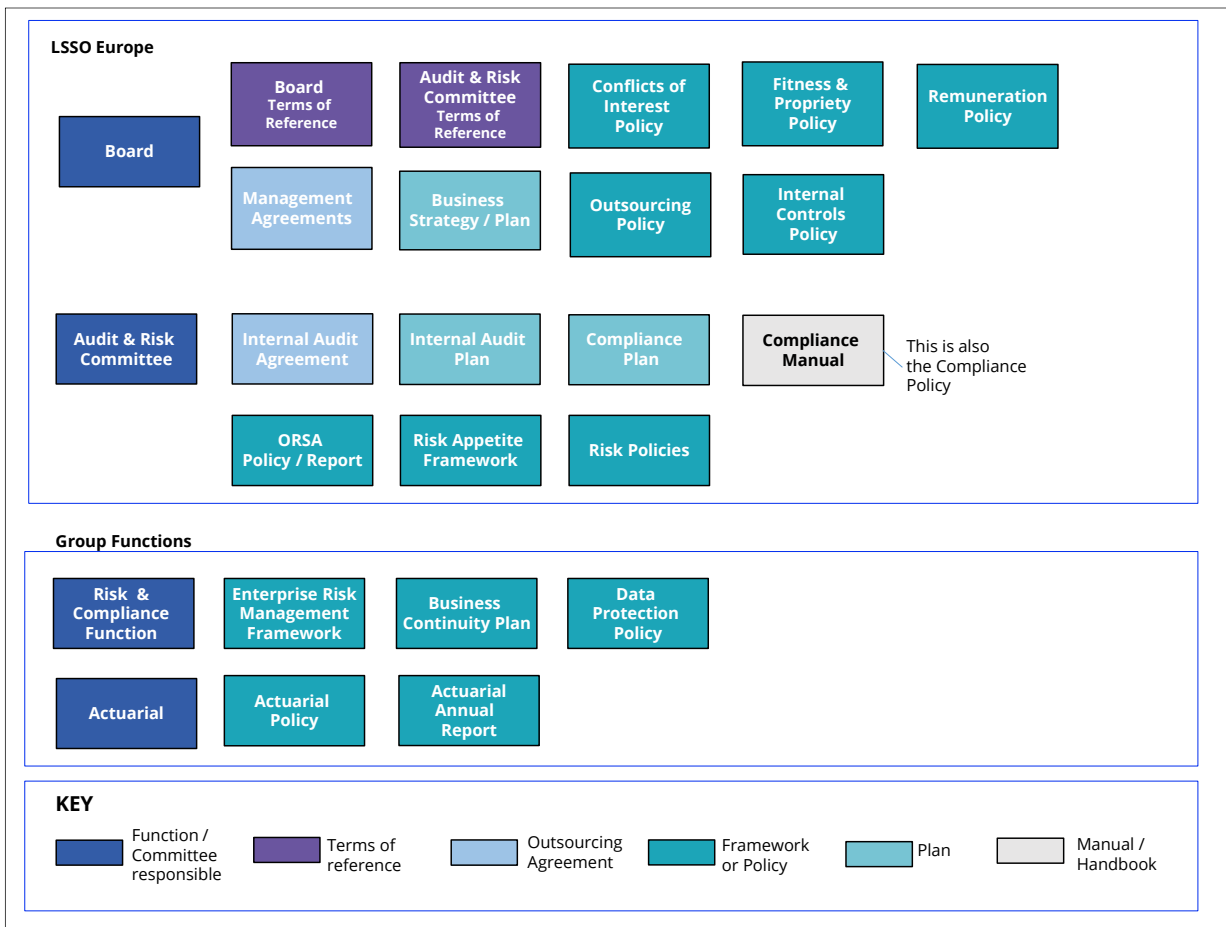 LSSO Europe
Board
Board
Terms of
Reference
Audit & Risk
Committee
Terms of
Reference
Conflicts of
Interest
Policy
Fitness &
Propriety
Policy
Remuneration
Policy
Management
Agreements
Business
Strategy / Plan
Outsourcing
Policy
Internal
Controls
Policy
Audit & Risk
Committee
Internal Audit
Agreement
Internal Audit
Plan
Compliance
Plan
Compliance
Manual
This is also
the Compliance
Policy
ORSA
Policy / Report
Risk Appetite
Framework
Risk Policies
Group Functions
Risk &
Compliance
Function
Enterprise Risk
Management
Framework
Business
Continuity Plan
Data
Protection
Policy
Actuarial
Actuarial
Policy
Actuarial
Annual
Report
KEY
Function /
Committee
responsible
Terms of
reference
Outsourcing
Agreement
Framework
or Policy
Plan
Manual /
Handbook